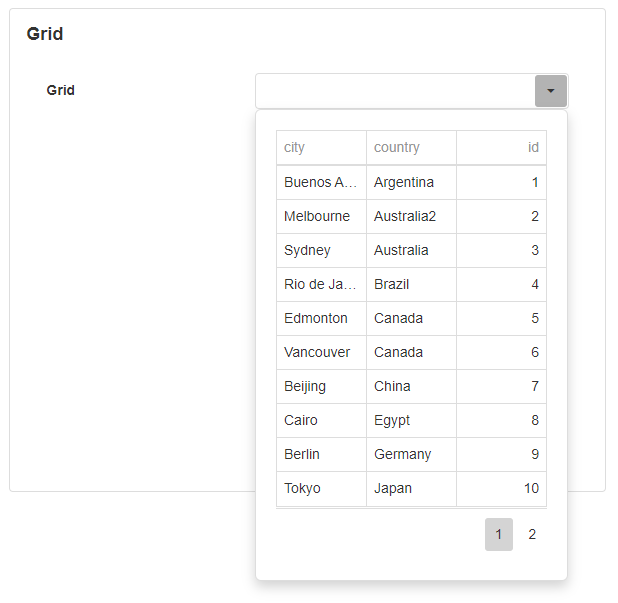 Grid
Grid
city country id
Buenos A... Argentina 1
Melbourne Australia2 2
Sydney Australia 3
Rio de Ja... Brazil 4
Edmonton Canada 5
Vancouver Canada 6
Beijing China 7
Cairo Egypt 8
Berlin Germany 9
Tokyo Japan 10
1 2